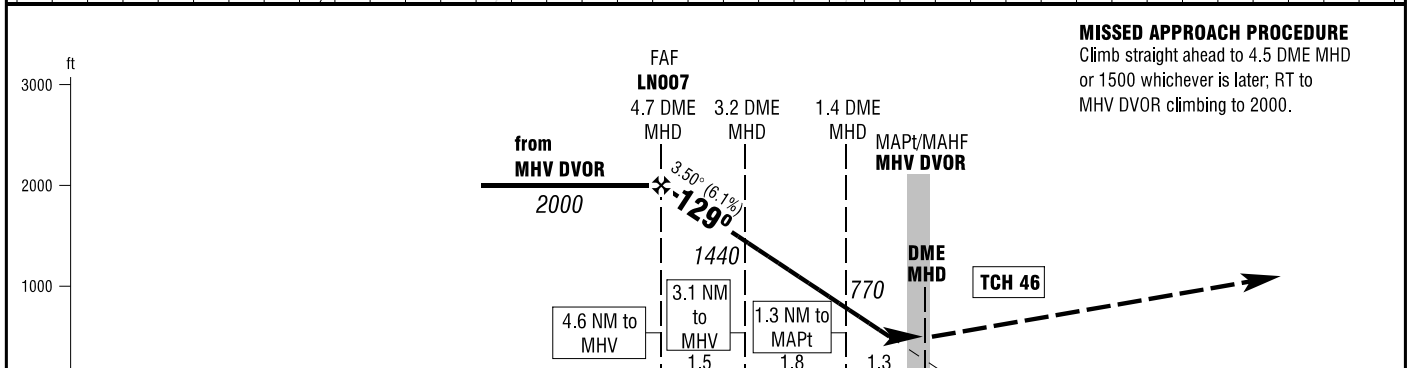 MISSED APPROACH PROCEDURE
Climb straight ahead to 4.5 DME MHD
or 1500 whichever is later; RT to
MHV DVOR climbing to 2000.
ft
3000
2000
1000
FAF
LN007
4.7 DME
MHD
3.2 DME
MHD
1.4 DME
MHD
MAPt/MAHF
MHV DVOR
from
MHV DVOR
2000
3.50° (6.1%)
129°
1440
770
DME
MHD
TCH 46
4.6 NM to
MHV
3.1 NM
to
MHV
1.3 NM to
MAPt
1.5
1.8
1.3